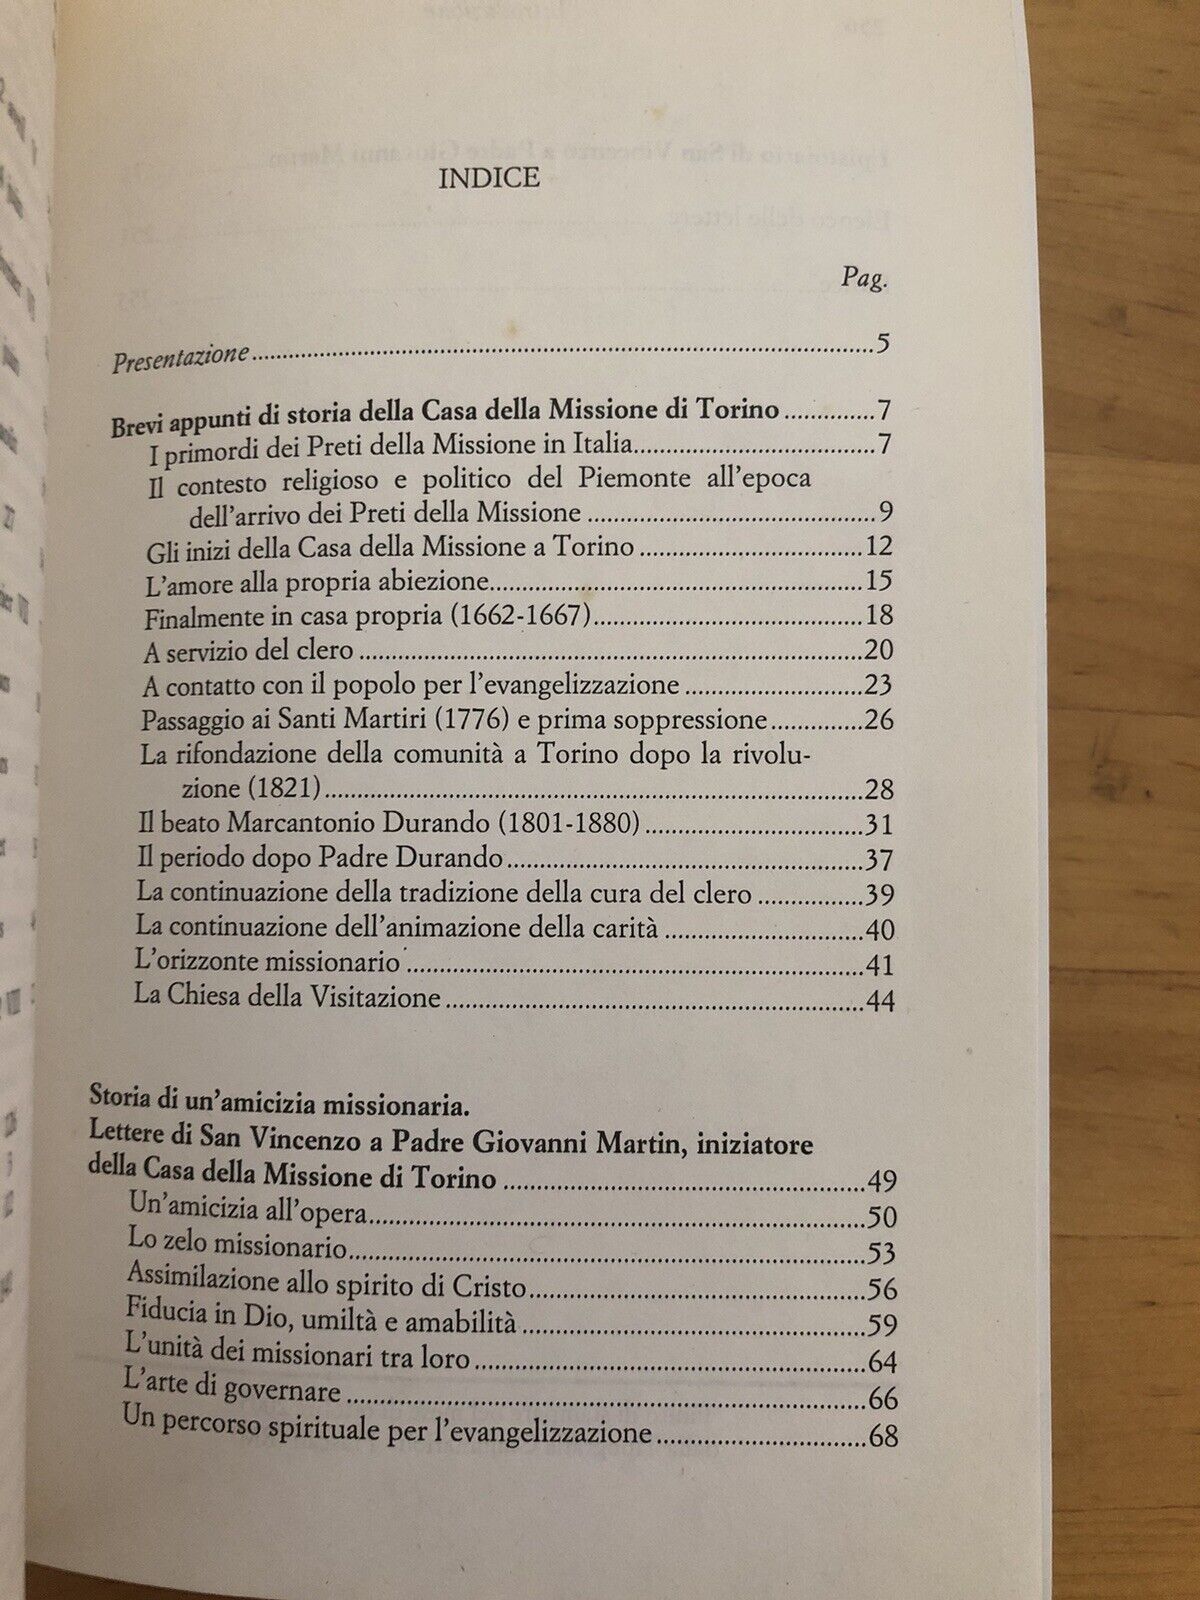 INDICE
Pag.
Presentazione..........5
Brevi appunti di storia della Casa della Missione di Torino..........7
I primordi dei Preti della Missione in Italia..........7
Il contesto religioso e politico del Piemonte all'epoca
dell'arrivo dei Preti della Missione..........9
Gli inizi della Casa della Missione a Torino..........12
L'amore alla propria abiezione..........15
Finalmente in casa propria (1662-1667)..........18
A servizio del clero..........20
A contatto con il popolo per l'evangelizzazione..........23
Passaggio ai Santi Martiri (1776) e prima soppressione..........26
La rifondazione della comunità a Torino dopo la rivolu-
zione (1821)..........28
Il beato Marcantonio Durando (1801-1880)..........31
Il periodo dopo Padre Durando..........37
La continuazione della tradizione della cura del clero..........39
La continuazione dell'animazione della carità..........40
L'orizzonte missionario..........41
La Chiesa della Visitazione..........44
Storia di un'amicizia missionaria.
Lettere di San Vincenzo a Padre Giovanni Martin, iniziatore
della Casa della Missione di Torino..........49
Un'amicizia all'opera..........50
Lo zelo missionario..........53
Assimilazione allo spirito di Cristo..........56
Fiducia in Dio, umiltà e amabilità..........59
L'unità dei missionari tra loro..........64
L'arte di governare..........66
Un percorso spirituale per l'evangelizzazione..........68